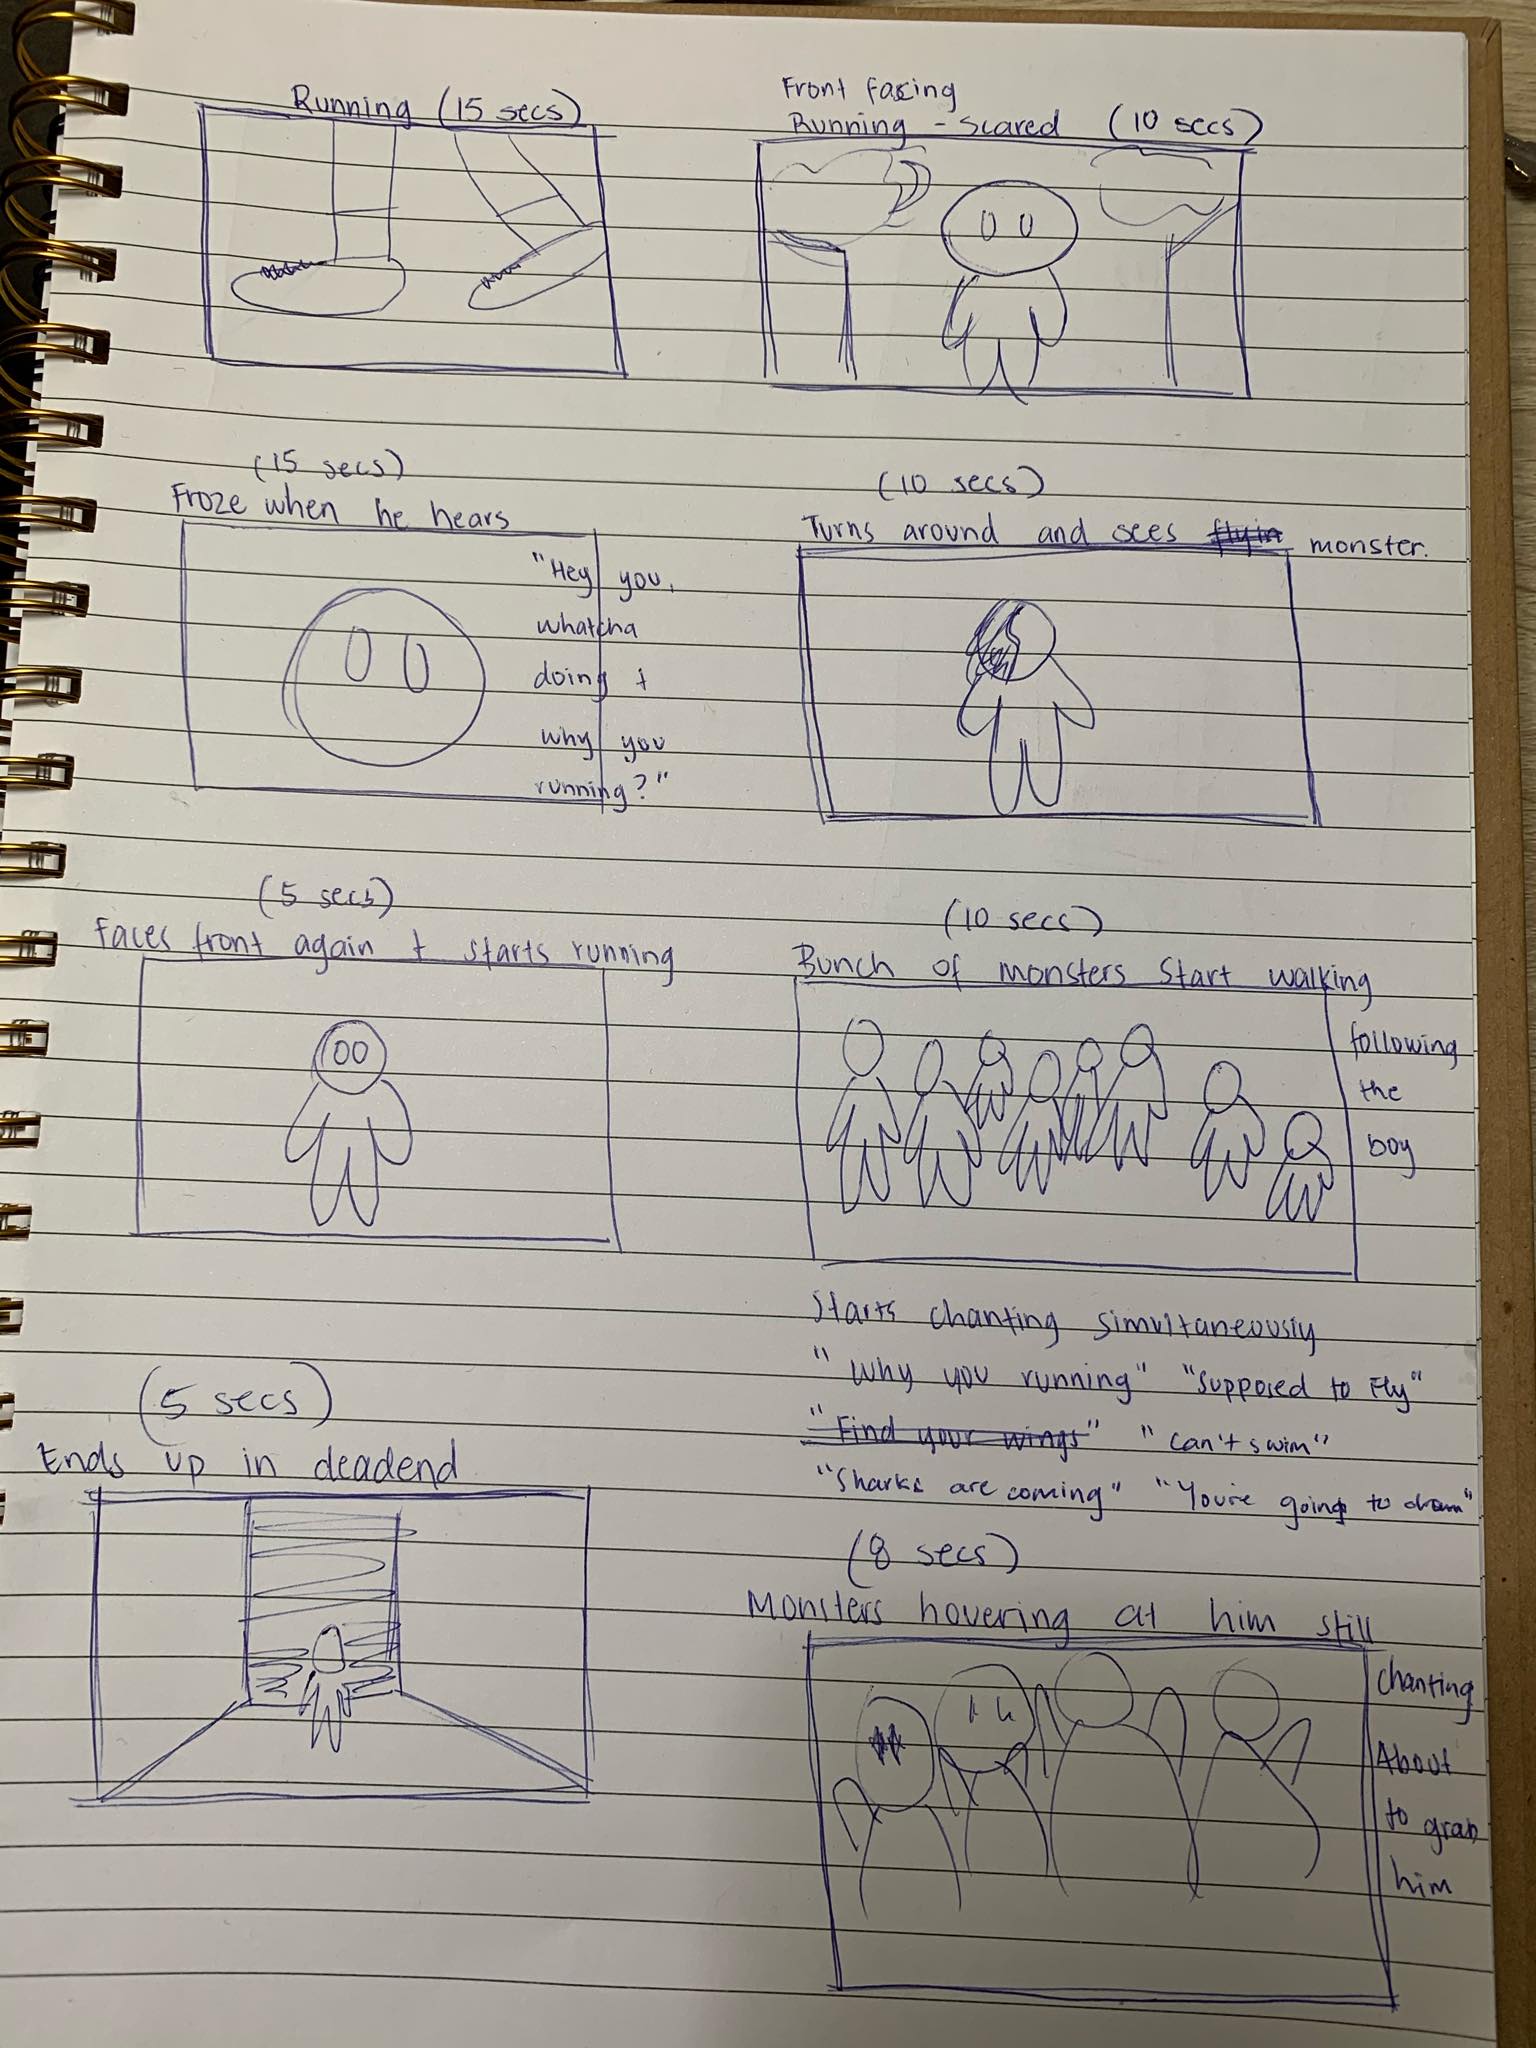 Running (15 secs)
Front facing
Running - scared (10 secs)
(15 secs)
Froze when he hears
"Hey you,
whatcha
doing +
why you
running?"
(10 secs)
Turns around and sees monster.
(5 secs)
Faces front again + starts running
(10 secs)
Bunch of monsters start walking
following
the
boy
Starts chanting simultaneously
"Why you running" "supposed to Fly"
"Find your wings" "can't swim"
"Sharks are coming" "You're going to drown"
(5 secs)
Ends up in deadend
(8 secs)
Monsters hovering at him still
chanting
About
to grab
him